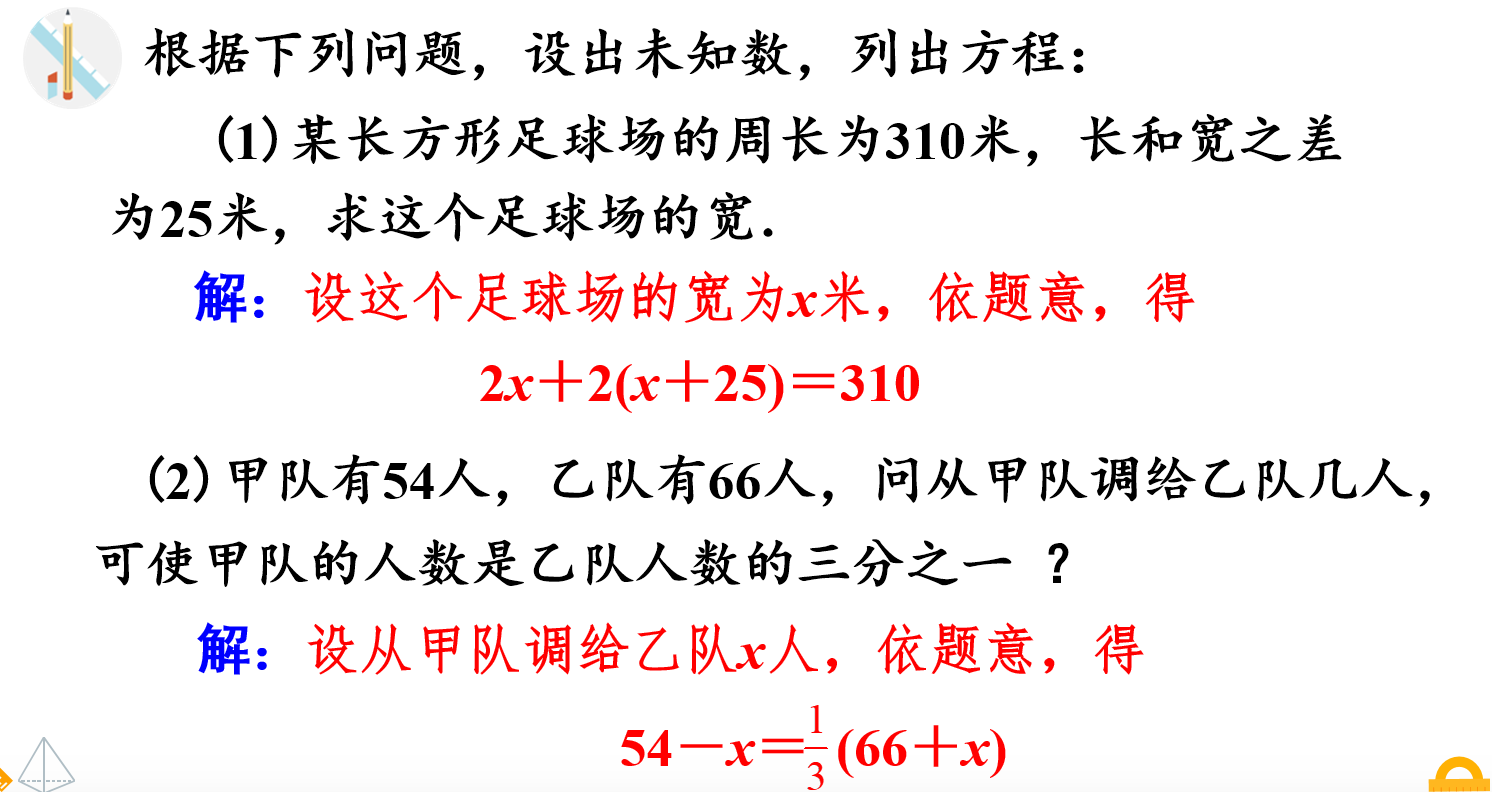 根据下列问题，设出未知数，列出方程：
(1)某长方形足球场的周长为310米，长和宽之差
为25米，求这个足球场的宽．
解：设这个足球场的宽为x米，依题意，得
2x＋2(x＋25)＝310
(2)甲队有54人，乙队有66人，问从甲队调给乙队几人，
可使甲队的人数是乙队人数的三分之一 ？
解：设从甲队调给乙队x人，依题意，得
54－x＝1/3(66＋x)